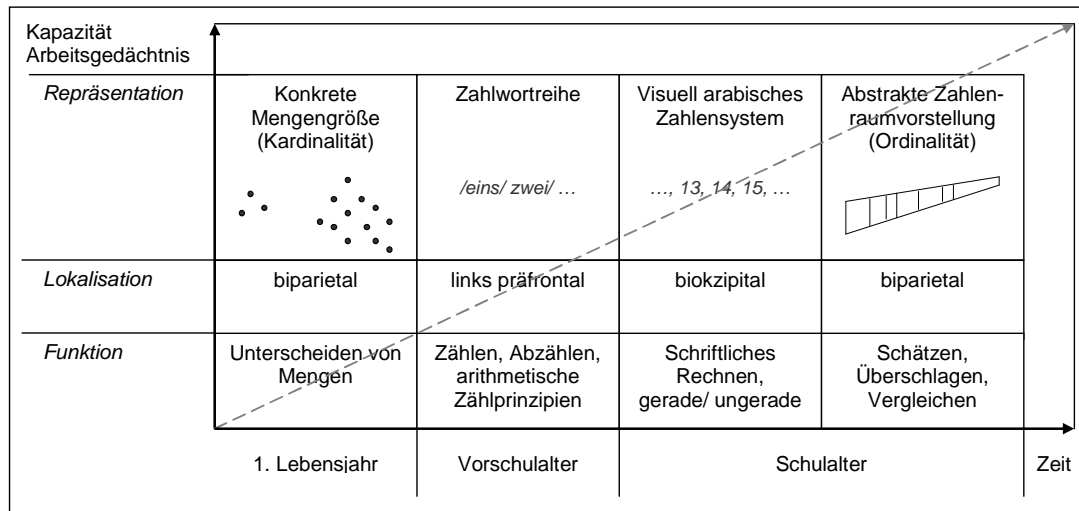 Kapazität
Arbeitsgedächtnis
Repräsentation
Konkrete
Mengengröße
(Kardinalität)
Zahlwortreihe
/eins/ zwei/ …
Visuell arabisches
Zahlensystem
…, 13, 14, 15, …
Abstrakte Zahlen-
raumvorstellung
(Ordinalität)
Lokalisation
biparietal
links präfrontal
biokzipital
biparietal
Funktion
Unterscheiden von
Mengen
Zählen, Abzählen,
arithmetische
Zählprinzipien
Schriftliches
Rechnen,
gerade/ ungerade
Schätzen,
Überschlagen,
Vergleichen
1. Lebensjahr
Vorschulalter
Schulalter
Zeit